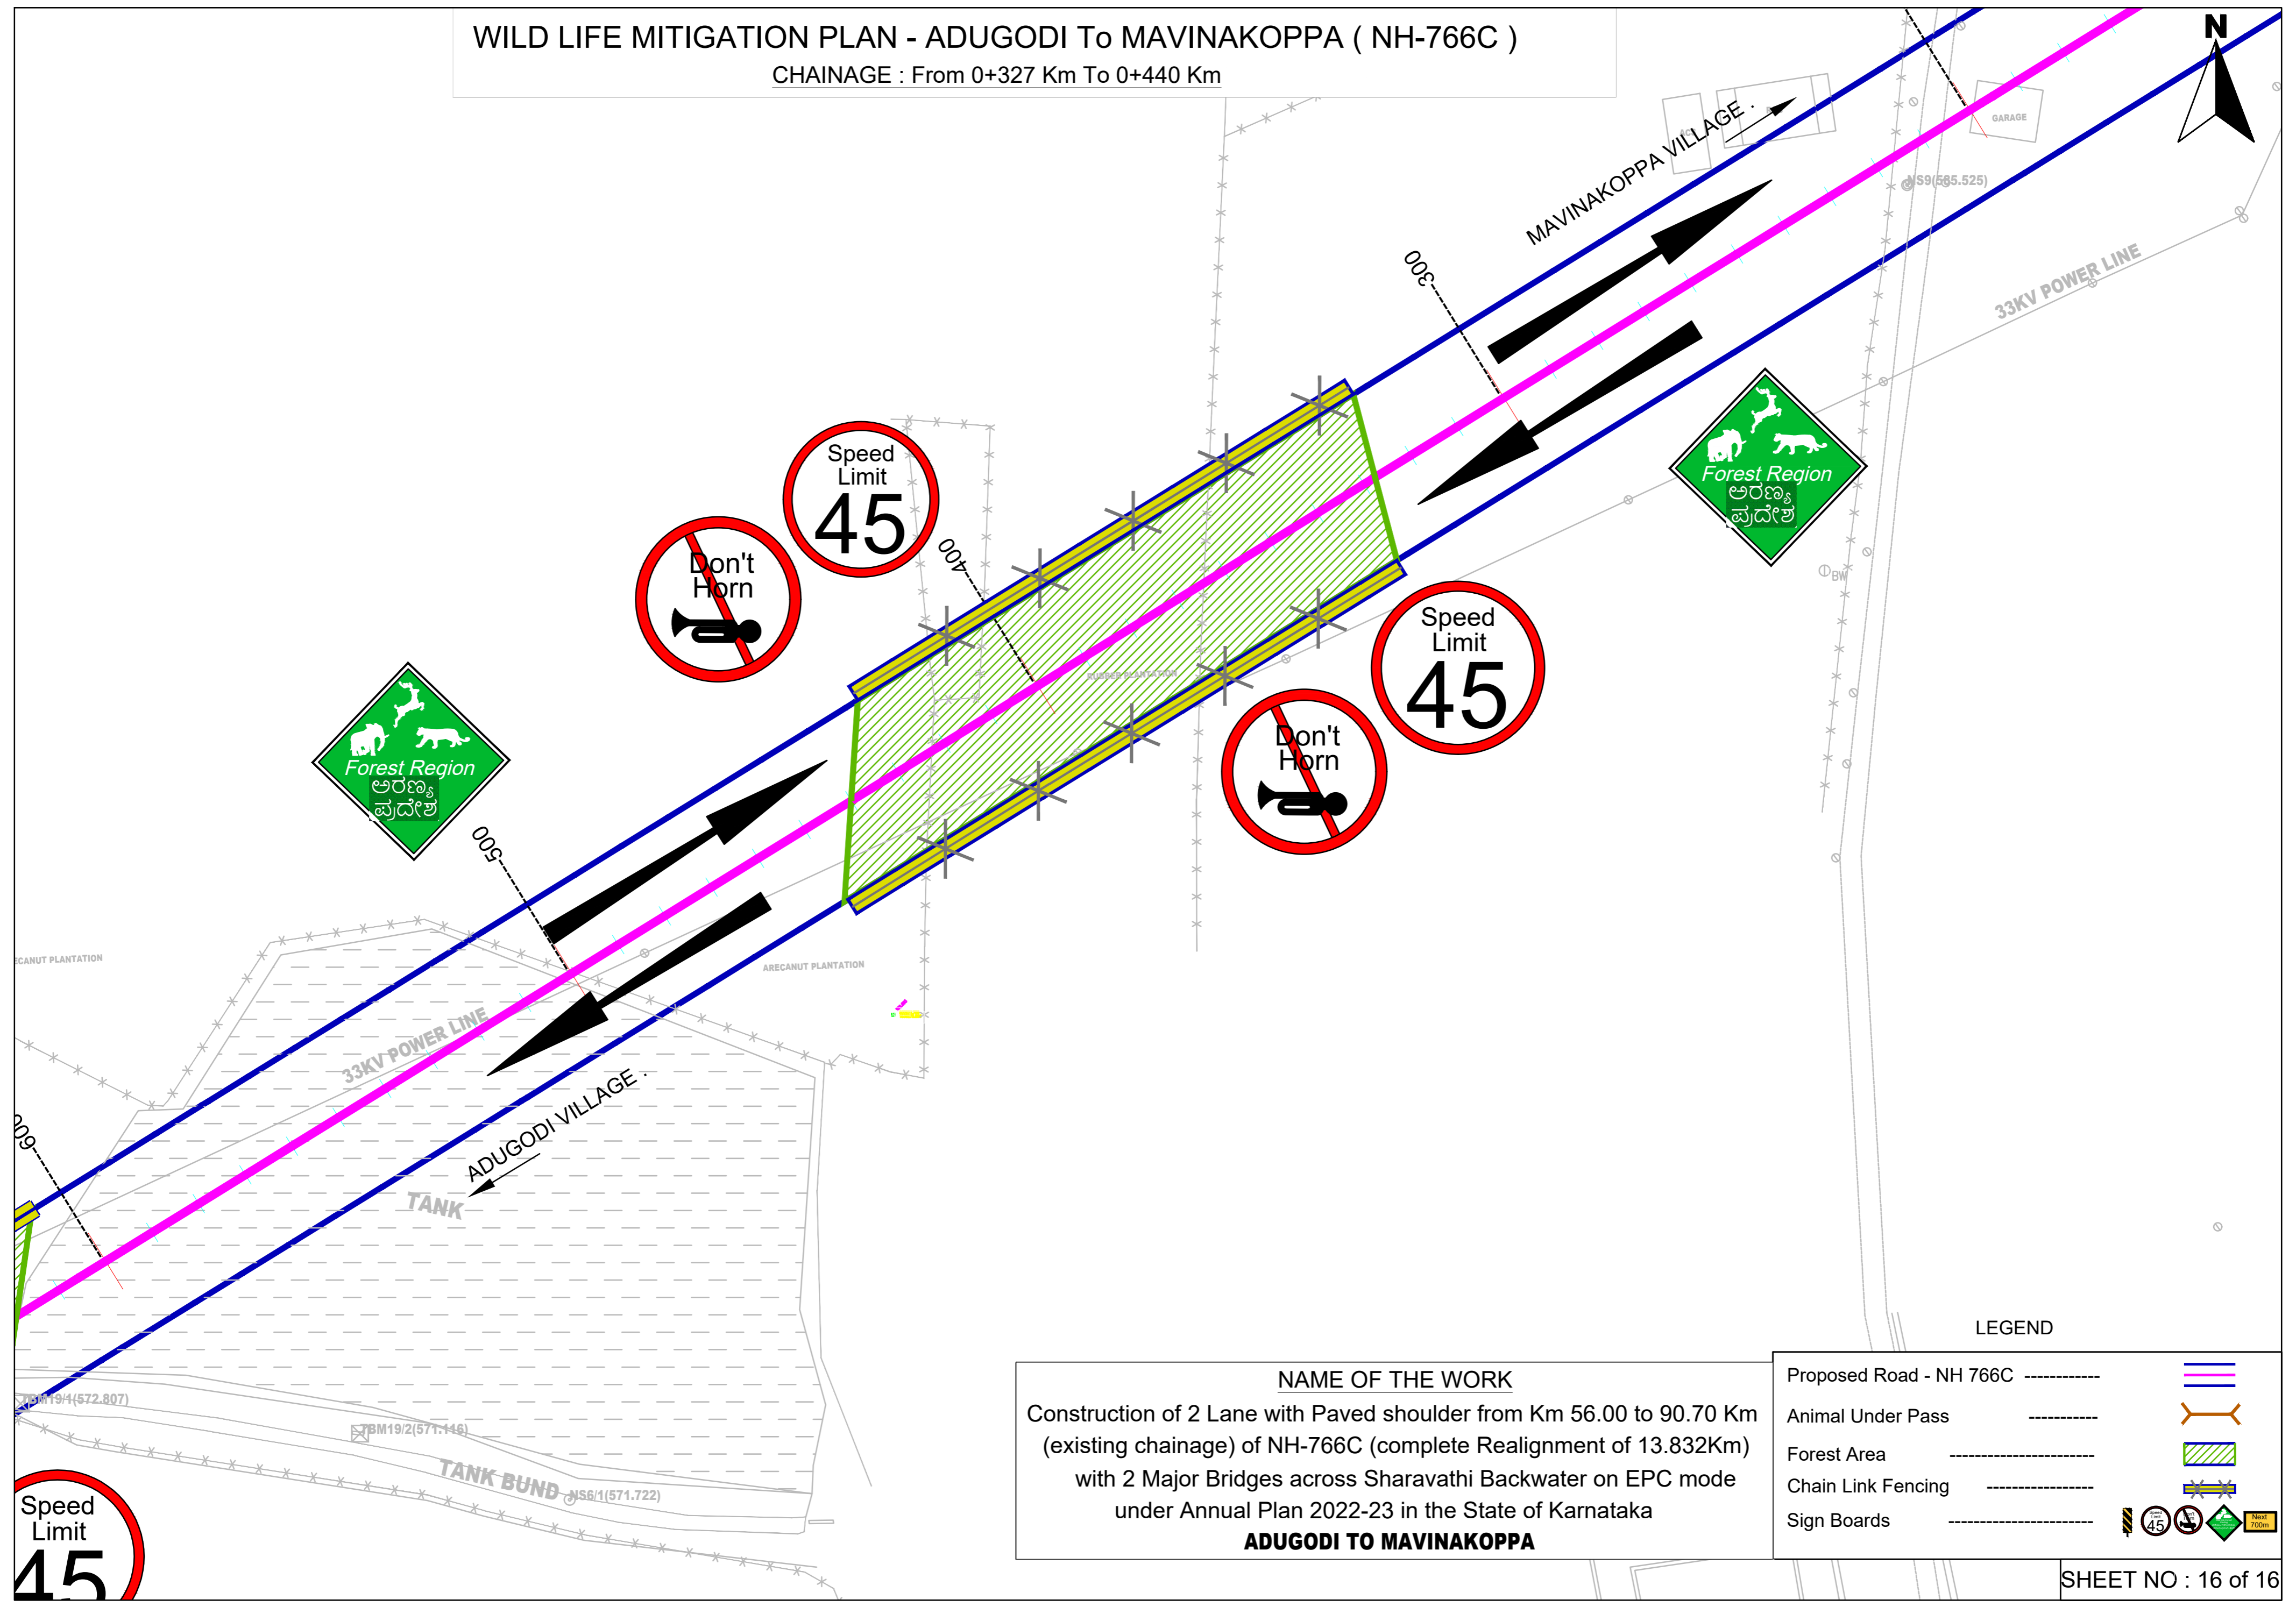 WILD LIFE MITIGATION PLAN - ADUGODI To MAVINAKOPPA ( NH-766C )
CHAINAGE : From 0+327 Km To 0+440 Km
N
GARAGE
MAVINAKOPPA VILLAGE .
NS9(585.525)
33KV POWER LINE
300
Forest Region
ಅರಣ್ಯ
ಪ್ರದೇಶ
Speed
Limit
45
Don't
Horn
400
BW
RUBBER PLANTATION
Speed
Limit
45
Don't
Horn
Forest Region
ಅರಣ್ಯ
ಪ್ರದೇಶ
500
ECANUT PLANTATION
ARECANUT PLANTATION
33KV POWER LINE
ADUGODI VILLAGE .
600
TANK
TBM19/1(572.807)
TBM19/2(571.116)
TANK BUND
NS6/1(571.722)
Speed
Limit
45
NAME OF THE WORK
Construction of 2 Lane with Paved shoulder from Km 56.00 to 90.70 Km
(existing chainage) of NH-766C (complete Realignment of 13.832Km)
with 2 Major Bridges across Sharavathi Backwater on EPC mode
under Annual Plan 2022-23 in the State of Karnataka
ADUGODI TO MAVINAKOPPA
LEGEND
Proposed Road - NH 766C ------------
Animal Under Pass -----------
Forest Area -----------------------
Chain Link Fencing -----------------
Sign Boards -----------------------
45
Next
700m
SHEET NO : 16 of 16